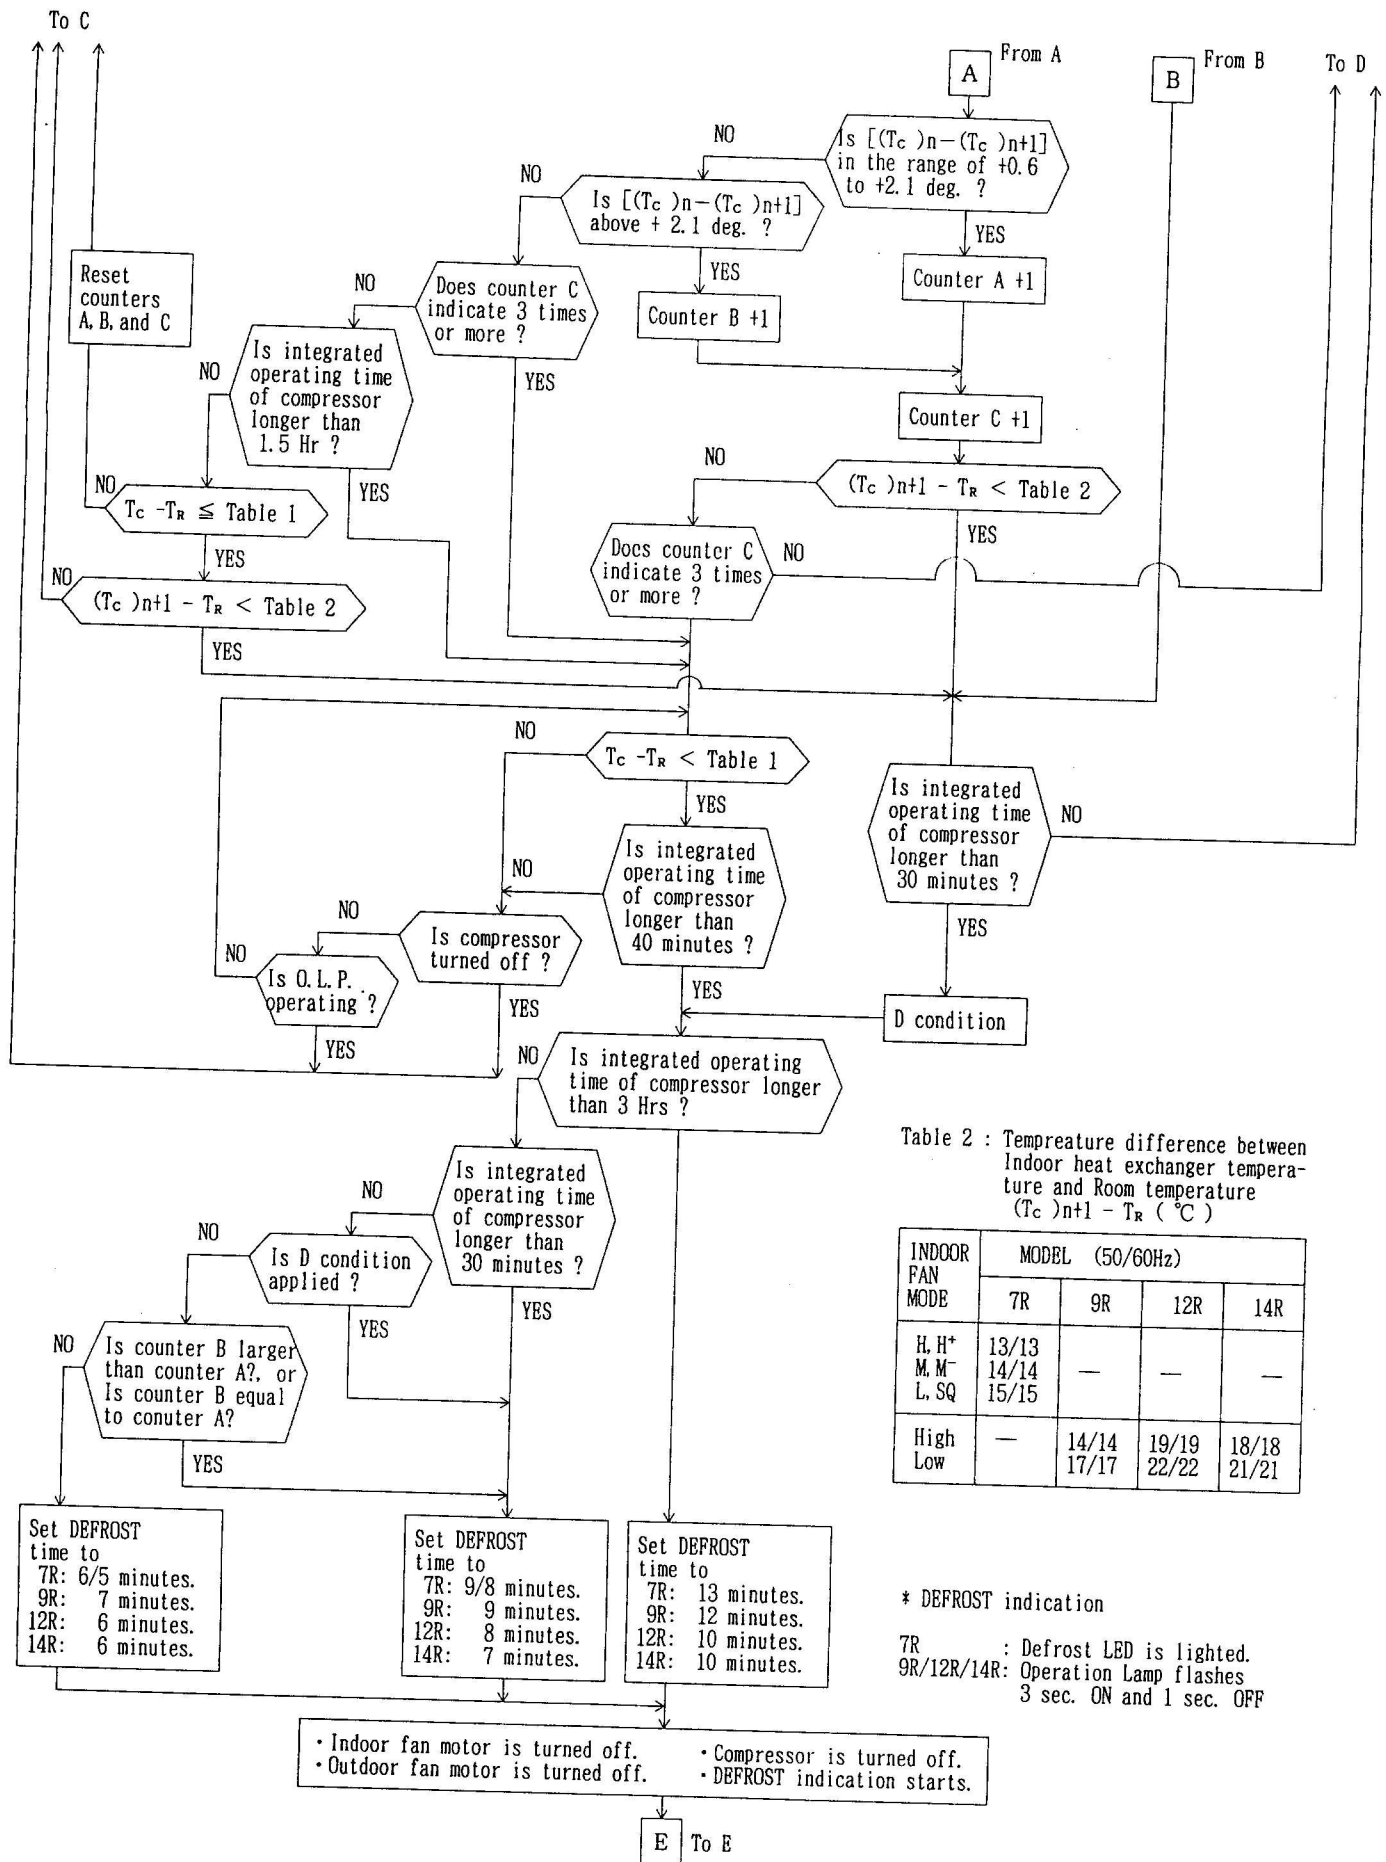 To C
From A
A
From B
B
To D
Is [(Tc)n−(Tc)n+1]
in the range of +0.6
to +2.1 deg. ?
NO
YES
Is [(Tc)n−(Tc)n+1]
above + 2.1 deg. ?
NO
YES
Counter A +1
Counter B +1
Reset
counters
A, B, and C
Does counter C
indicate 3 times
or more ?
NO
YES
Is integrated
operating time
of compressor
longer than
1.5 Hr ?
NO
YES
Counter C +1
(Tc)n+1 - TR < Table 2
NO
YES
Tc -TR ≦ Table 1
NO
YES
Does counter C
indicate 3 times
or more ?
NO
(Tc)n+1 - TR < Table 2
NO
YES
Tc -TR < Table 1
NO
YES
Is integrated
operating time
of compressor
longer than
30 minutes ?
NO
YES
Is integrated
operating time
of compressor
longer than
40 minutes ?
NO
YES
Is compressor
turned off ?
NO
YES
Is O.L.P.
operating ?
NO
YES
D condition
Is integrated operating
time of compressor longer
than 3 Hrs ?
NO
Is integrated
operating time
of compressor
longer than
30 minutes ?
NO
YES
Is D condition
applied ?
NO
YES
Is counter B larger
than counter A?, or
Is counter B equal
to conuter A?
NO
YES
Table 2 : Tempreature difference between
Indoor heat exchanger tempera-
ture and Room temperature
(Tc)n+1 - TR ( ℃ )
INDOOR
FAN
MODE
MODEL (50/60Hz)
7R 9R 12R 14R
H, H+ 13/13
M, M− 14/14 — — —
L, SQ 15/15
High — 14/14 19/19 18/18
Low 17/17 22/22 21/21
Set DEFROST
time to
7R: 6/5 minutes.
9R: 7 minutes.
12R: 6 minutes.
14R: 6 minutes.
Set DEFROST
time to
7R: 9/8 minutes.
9R: 9 minutes.
12R: 8 minutes.
14R: 7 minutes.
Set DEFROST
time to
7R: 13 minutes.
9R: 12 minutes.
12R: 10 minutes.
14R: 10 minutes.
* DEFROST indication
7R : Defrost LED is lighted.
9R/12R/14R: Operation Lamp flashes
3 sec. ON and 1 sec. OFF
・Indoor fan motor is turned off. ・Compressor is turned off.
・Outdoor fan motor is turned off. ・DEFROST indication starts.
E To E